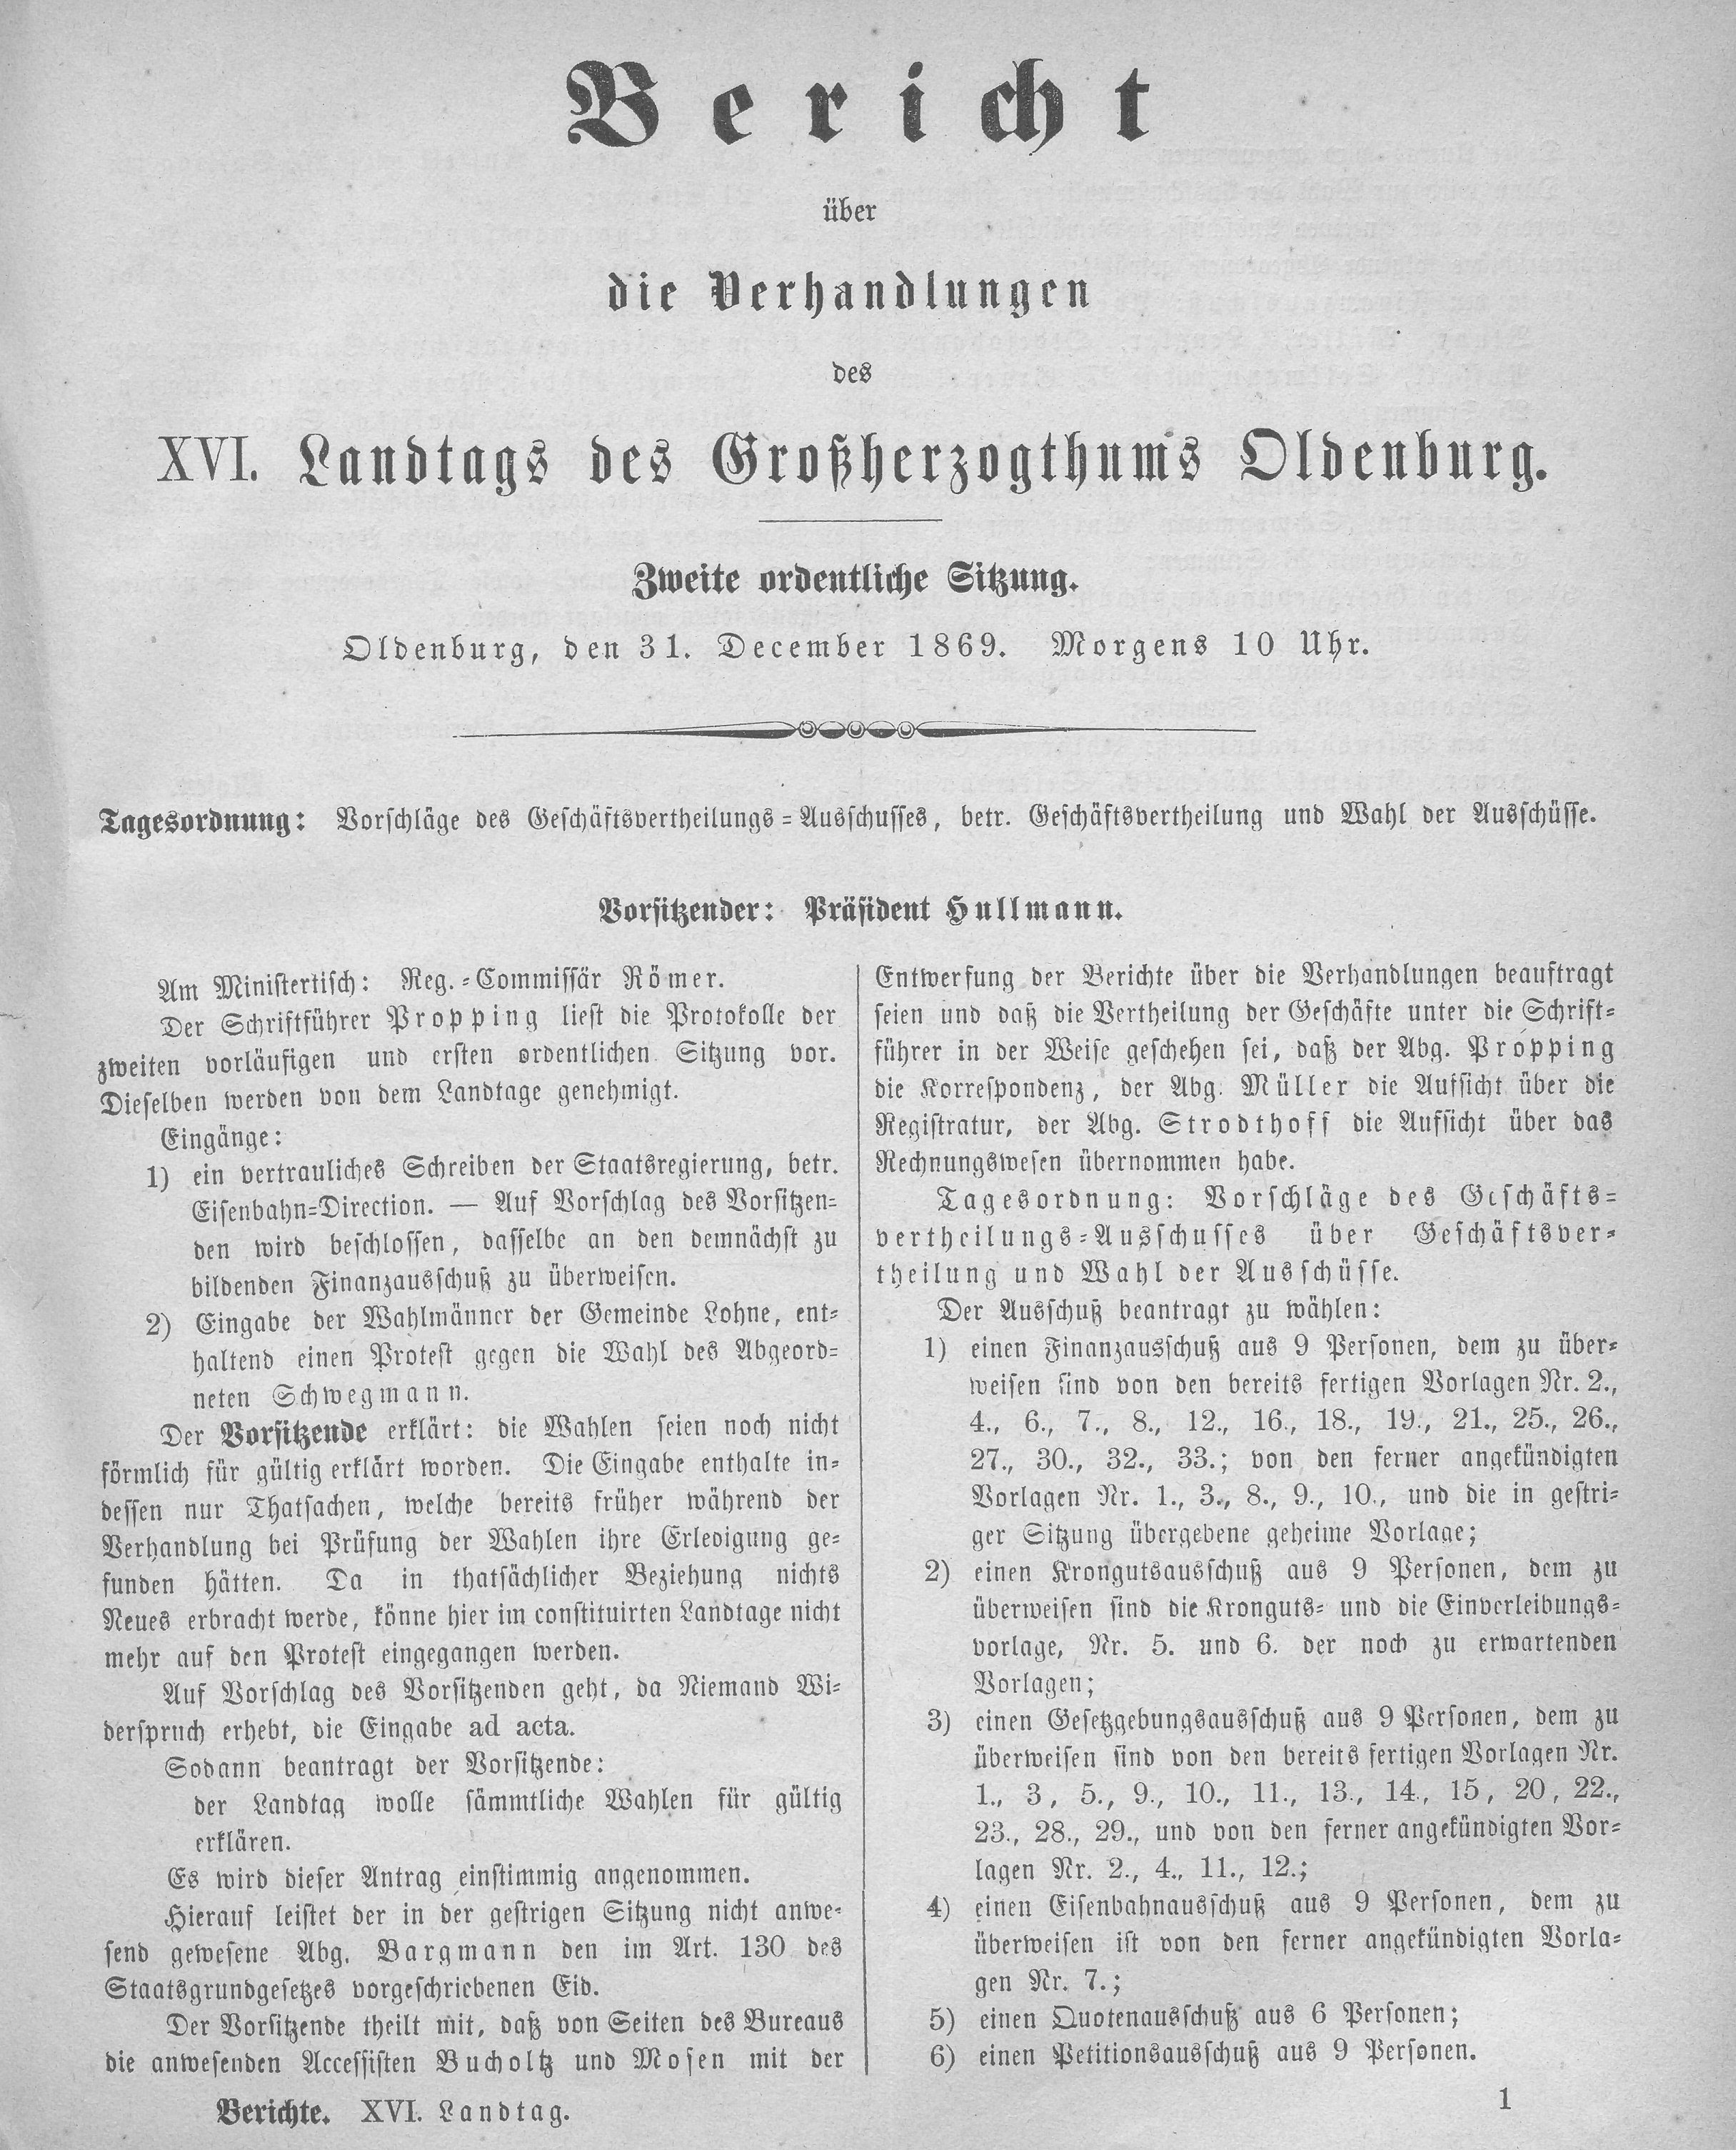 Bericht
über
die Verhandlungen
des
XVI. Landtags des Großherzogthums Oldenburg.
Zweite ordentliche Sitzung.
Oldenburg, den 31. December 1869. Morgens 10 Uhr.
Tagesordnung: Vorschläge des Geschäftsvertheilungs-Ausschusses, betr. Geschäftsvertheilung und Wahl der Ausschüsse.
Vorsitzender: Präsident Hullmann.
Am Ministertisch: Reg.-Commissär Römer.
Der Schriftführer Propping liest die Protokolle der
zweiten vorläufigen und ersten ordentlichen Sitzung vor.
Dieselben werden von dem Landtage genehmigt.
Eingänge:
1) ein vertrauliches Schreiben der Staatsregierung, betr.
Eisenbahn-Direction. — Auf Vorschlag des Vorsitzen-
den wird beschlossen, dasselbe an den demnächst zu
bildenden Finanzausschuß zu überweisen.
2) Eingabe der Wahlmänner der Gemeinde Lohne, ent-
haltend einen Protest gegen die Wahl des Abgeord-
neten Schwegmann.
Der Vorsitzende erklärt: die Wahlen seien noch nicht
förmlich für gültig erklärt worden. Die Eingabe enthalte in-
dessen nur Thatsachen, welche bereits früher während der
Verhandlung bei Prüfung der Wahlen ihre Erledigung ge-
funden hätten. Da in thatsächlicher Beziehung nichts
Neues erbracht werde, könne hier im constituirten Landtage nicht
mehr auf den Protest eingegangen werden.
Auf Vorschlag des Vorsitzenden geht, da Niemand Wi-
derspruch erhebt, die Eingabe ad acta.
Sodann beantragt der Vorsitzende:
der Landtag wolle sämmtliche Wahlen für gültig
erklären.
Es wird dieser Antrag einstimmig angenommen.
Hierauf leistet der in der gestrigen Sitzung nicht anwe-
send gewesene Abg. Bargmann den im Art. 130 des
Staatsgrundgesetzes vorgeschriebenen Eid.
Der Vorsitzende theilt mit, daß von Seiten des Bureaus
die anwesenden Accessisten Bucholtz und Mosen mit der
Entwerfung der Berichte über die Verhandlungen beauftragt
seien und daß die Vertheilung der Geschäfte unter die Schrift-
führer in der Weise geschehen sei, daß der Abg. Propping
die Korrespondenz, der Abg. Müller die Aufsicht über die
Registratur, der Abg. Strodthoff die Aufsicht über das
Rechnungswesen übernommen habe.
Tagesordnung: Vorschläge des Geschäfts-
vertheilungs-Ausschusses über Geschäftsver-
theilung und Wahl der Ausschüsse.
Der Ausschuß beantragt zu wählen:
1) einen Finanzausschuß aus 9 Personen, dem zu über-
weisen sind von den bereits fertigen Vorlagen Nr. 2.,
4., 6., 7., 8., 12., 16., 18., 19., 21., 25., 26.,
27., 30., 32., 33.; von den ferner angekündigten
Vorlagen Nr. 1., 3., 8., 9., 10., und die in gestri-
ger Sitzung übergebene geheime Vorlage;
2) einen Krongutsausschuß aus 9 Personen, dem zu
überweisen sind die Kronguts- und die Einverleibungs-
vorlage, Nr. 5. und 6. der noch zu erwartenden
Vorlagen;
3) einen Gesetzgebungsausschuß aus 9 Personen, dem zu
überweisen sind von den bereits fertigen Vorlagen Nr.
1., 3, 5., 9., 10., 11., 13., 14., 15, 20, 22.,
23., 28., 29., und von den ferner angekündigten Vor-
lagen Nr. 2., 4., 11., 12.;
4) einen Eisenbahnausschuß aus 9 Personen, dem zu
überweisen ist von den ferner angekündigten Vorla-
gen Nr. 7.;
5) einen Quotenausschuß aus 6 Personen;
6) einen Petitionsausschuß aus 9 Personen.
Berichte. XVI. Landtag.
1